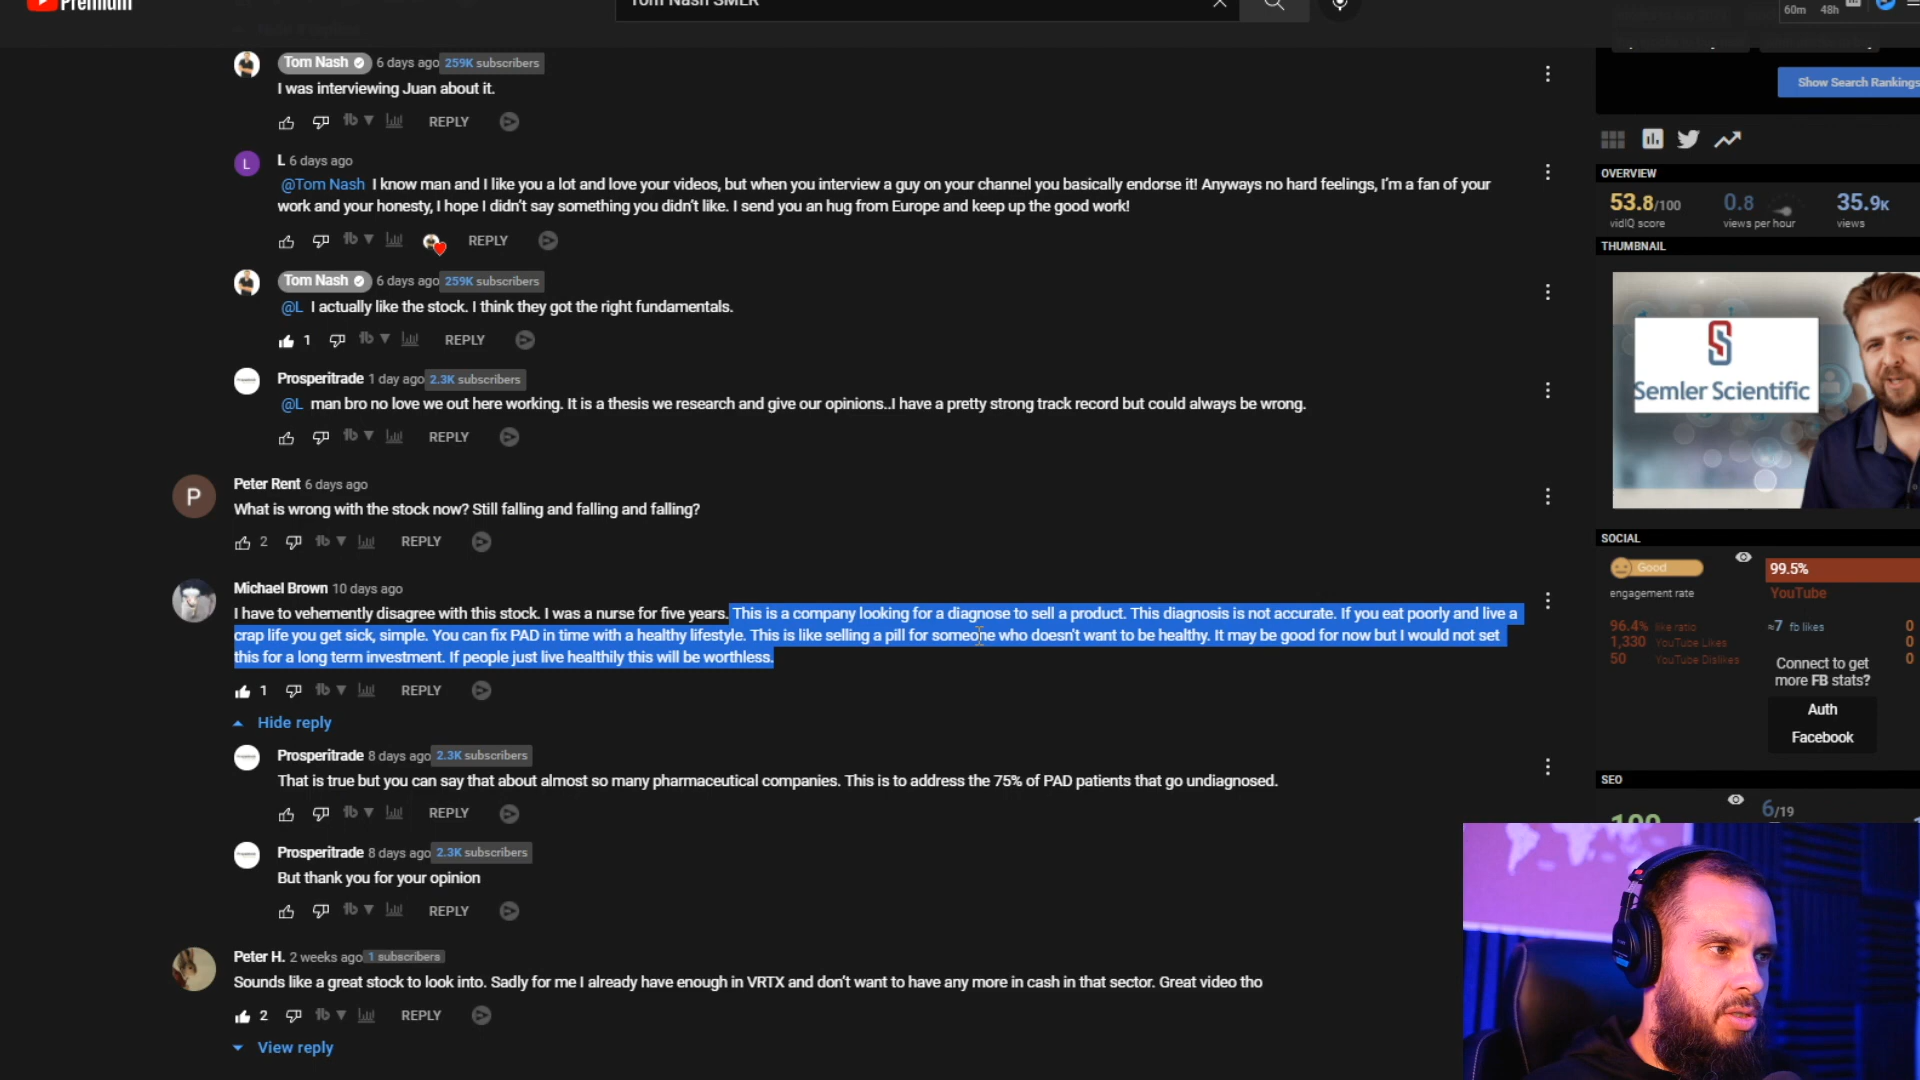 Premium
Tom Nash SMLR
60m 48h
Tom Nash 6 days ago 259K subscribers
I was interviewing Juan about it.
REPLY
Show Search Rankings
L 6 days ago
@Tom Nash I know man and I like you a lot and love your videos, but when you interview a guy on your channel you basically endorse it! Anyways no hard feelings, I'm a fan of your
work and your honesty, I hope I didn't say something you didn't like. I send you an hug from Europe and keep up the good work!
REPLY
Tom Nash 6 days ago 259K subscribers
@L I actually like the stock. I think they got the right fundamentals.
1 REPLY
Prosperitrade 1 day ago 2.3K subscribers
@L man bro no love we out here working. It is a thesis we research and give our opinions..I have a pretty strong track record but could always be wrong.
REPLY
P
Peter Rent 6 days ago
What is wrong with the stock now? Still falling and falling and falling?
2 REPLY
Michael Brown 10 days ago
I have to vehemently disagree with this stock. I was a nurse for five years. This is a company looking for a diagnose to sell a product. This diagnosis is not accurate. If you eat poorly and live a
crap life you get sick, simple. You can fix PAD in time with a healthy lifestyle. This is like selling a pill for someone who doesn't want to be healthy. It may be good for now but I would not set
this for a long term investment. If people just live healthily this will be worthless.
1 REPLY
Hide reply
Prosperitrade 8 days ago 2.3K subscribers
That is true but you can say that about almost so many pharmaceutical companies. This is to address the 75% of PAD patients that go undiagnosed.
REPLY
Prosperitrade 8 days ago 2.3K subscribers
But thank you for your opinion
REPLY
Peter H. 2 weeks ago 1 subscribers
Sounds like a great stock to look into. Sadly for me I already have enough in VRTX and don't want to have any more in cash in that sector. Great video tho
2 REPLY
View reply
OVERVIEW
53.8/100 0.8 35.9K
vidIQ score views per hour views
THUMBNAIL
Semler Scientific
SOCIAL
Good 99.5%
engagement rate YouTube
96.4% like ratio ≈7 fb likes 0
1,330 YouTube Likes 0
50 YouTube Dislikes 0
Connect to get
more FB stats?
Auth
Facebook
SEO
6/19